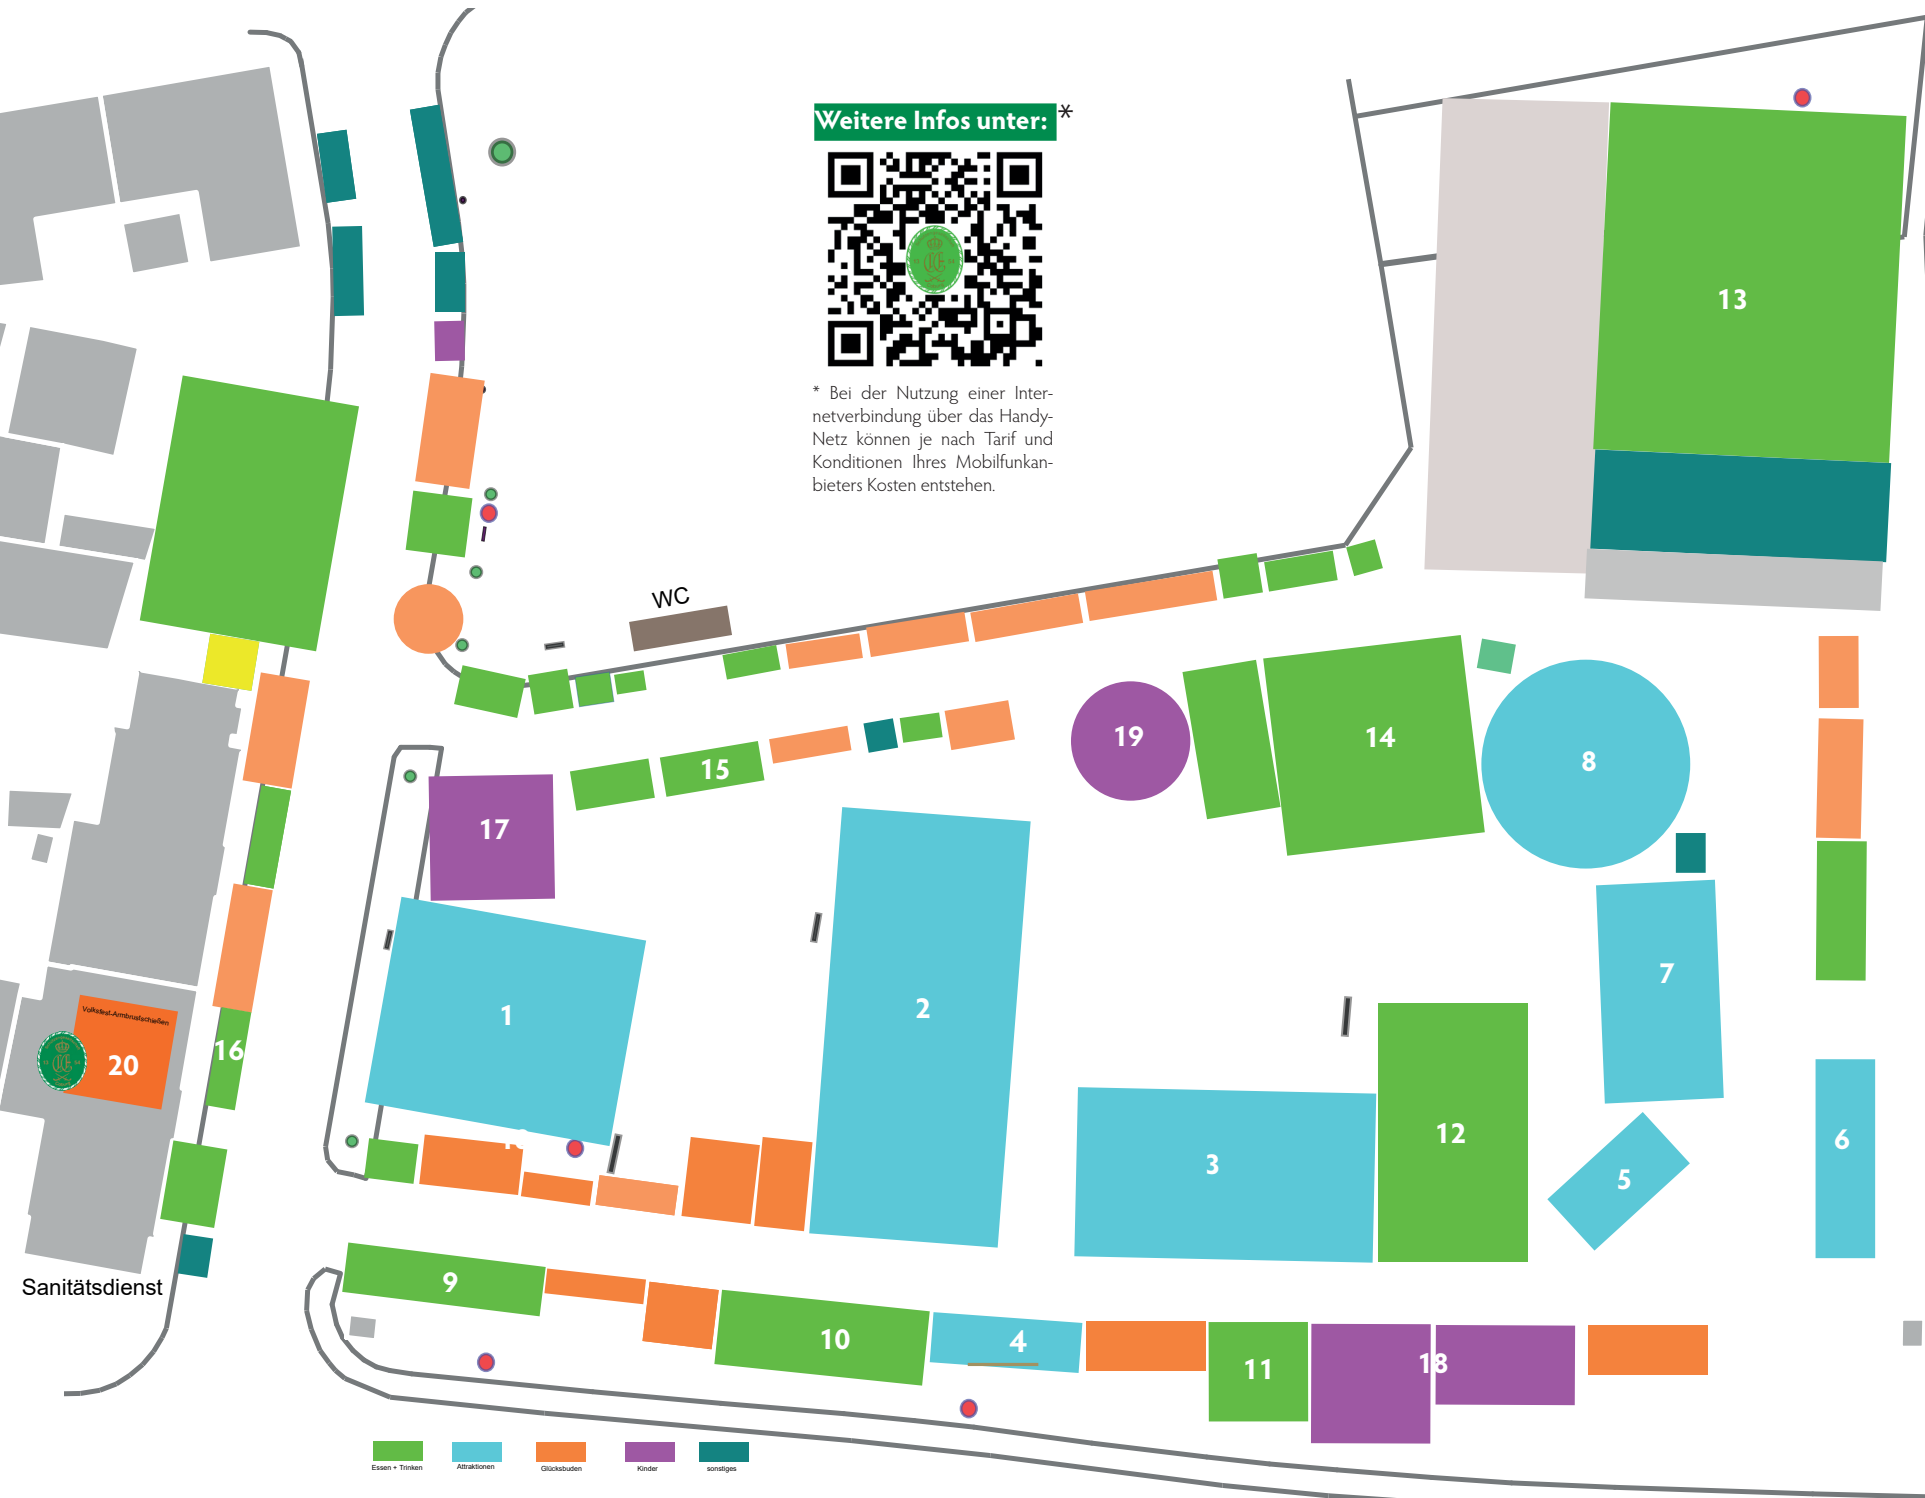 Weitere Infos unter: *
* Bei der Nutzung einer Inter-
netverbindung über das Handy-
Netz können je nach Tarif und
Konditionen Ihres Mobilfunkan-
bieters Kosten entstehen.
13
WC
19
14
8
15
17
7
2
1
Volksfest-Armbrustschießen
20
16
12
6
3
5
Sanitätsdienst
9
10
4
11
18
Essen + Trinken
Attraktionen
Glücksbuden
Kinder
sonstiges